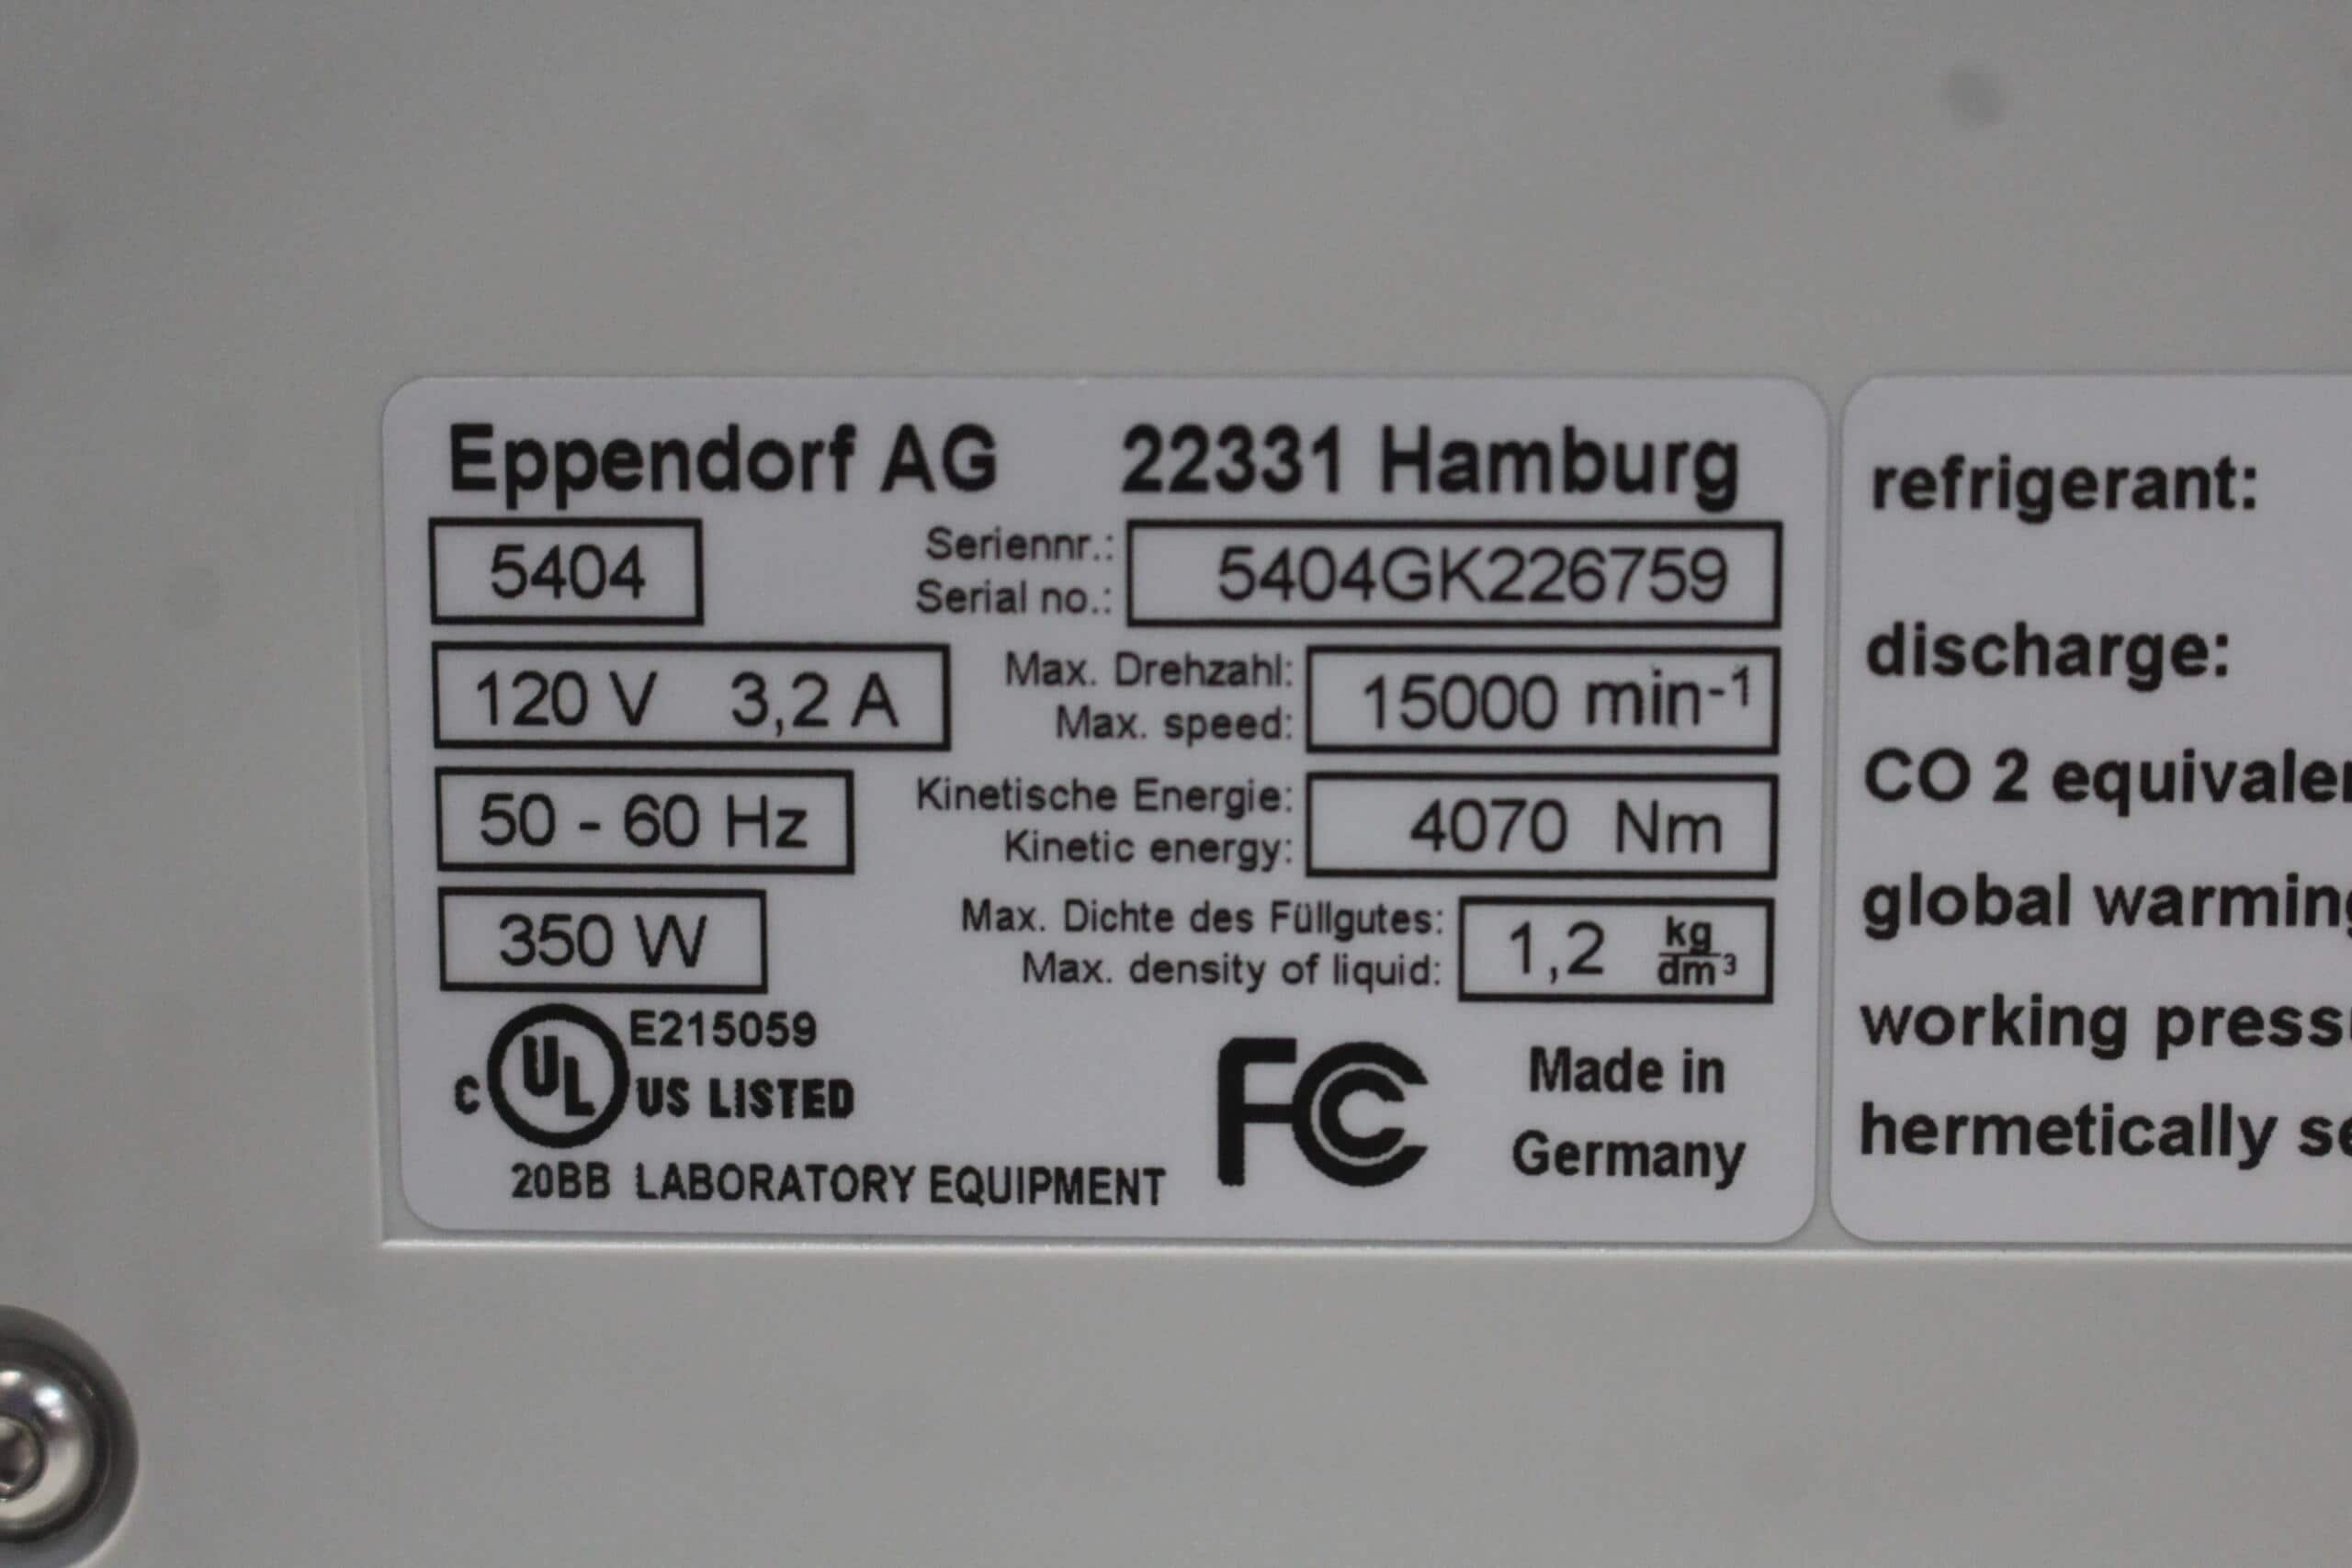 Eppendorf AG 22331 Hamburg
5404
Seriennr.:
Serial no.:
5404GK226759
120 V 3,2 A
Max. Drehzahl:
Max. speed:
15000 min-1
50 - 60 Hz
Kinetische Energie:
Kinetic energy:
4070 Nm
350 W
Max. Dichte des Füllgutes:
Max. density of liquid:
1,2 kg/dm³
E215059
C UL US LISTED
20BB LABORATORY EQUIPMENT
FC
Made in
Germany
refrigerant:
discharge:
CO 2
global
working
hermetically